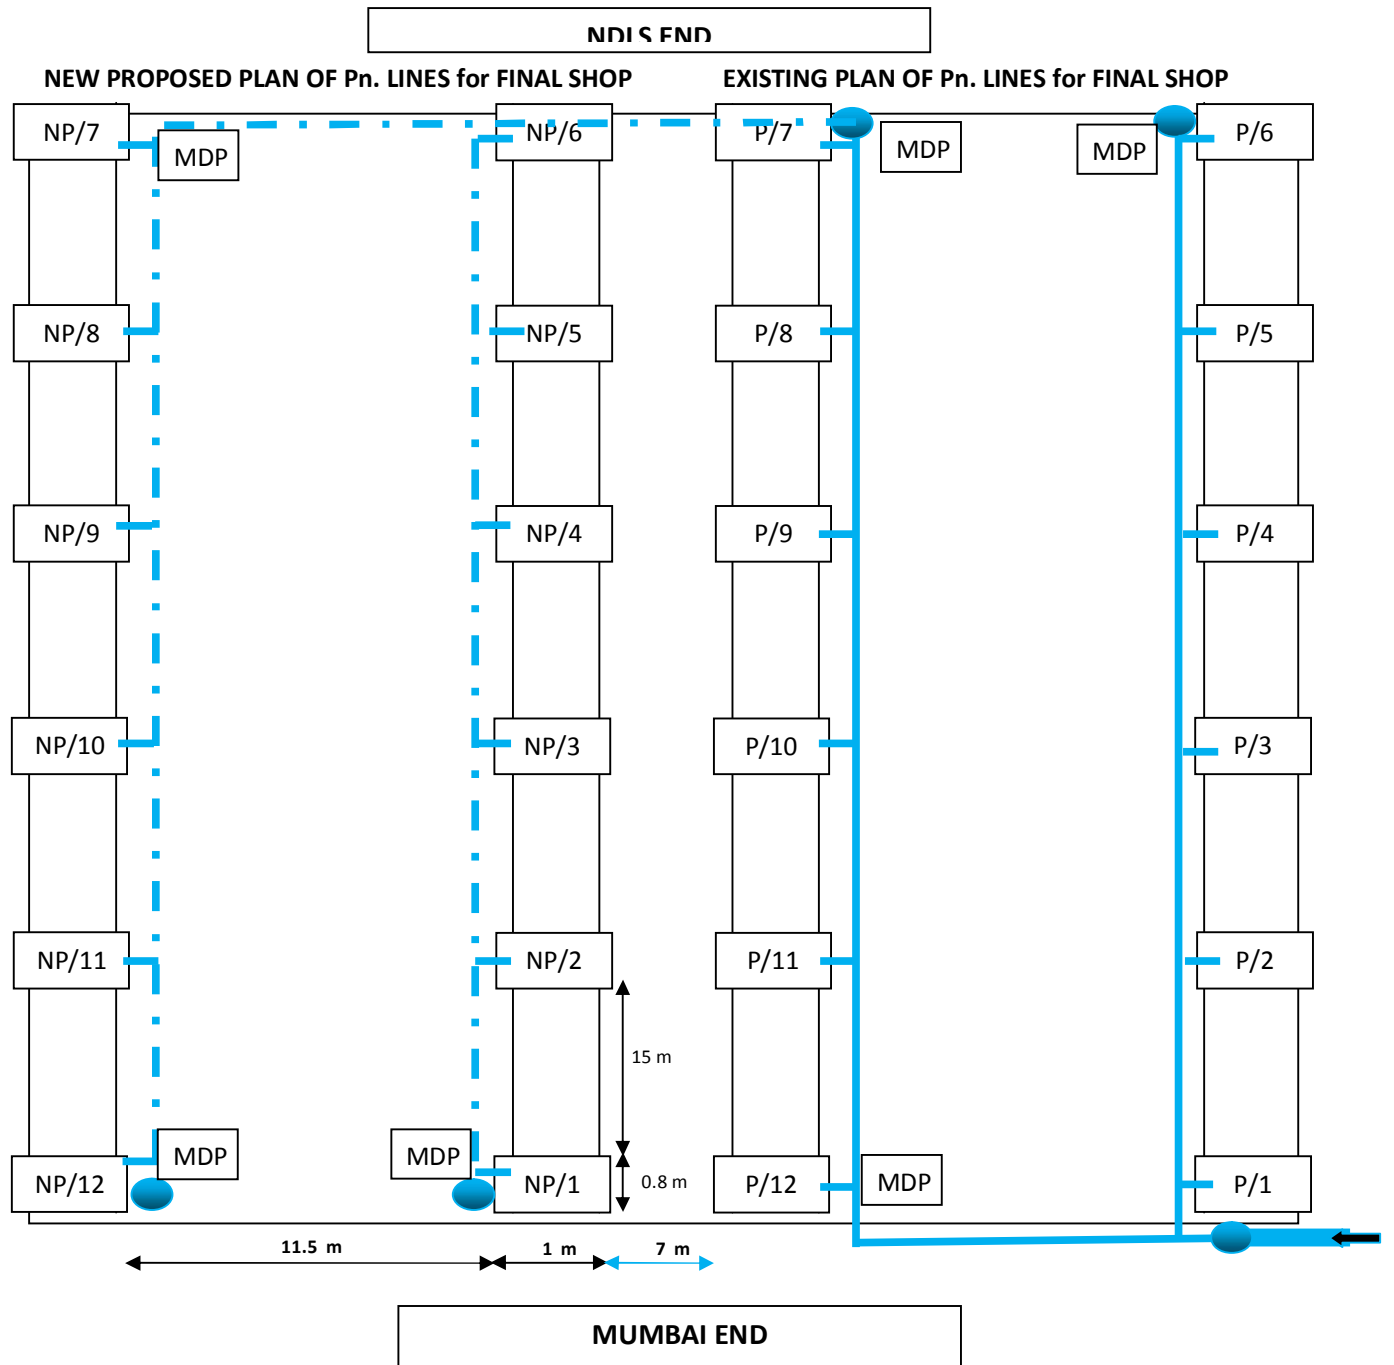 NDLS END
NEW PROPOSED PLAN OF Pn. LINES for FINAL SHOP
EXISTING PLAN OF Pn. LINES for FINAL SHOP
NP/7
MDP
NP/6
P/7
MDP
MDP
P/6
NP/8
NP/5
P/8
P/5
NP/9
NP/4
P/9
P/4
NP/10
NP/3
P/10
P/3
NP/11
NP/2
P/11
P/2
15 m
MDP
MDP
NP/12
NP/1
0.8 m
P/12
MDP
P/1
11.5 m
1 m
7 m
MUMBAI END